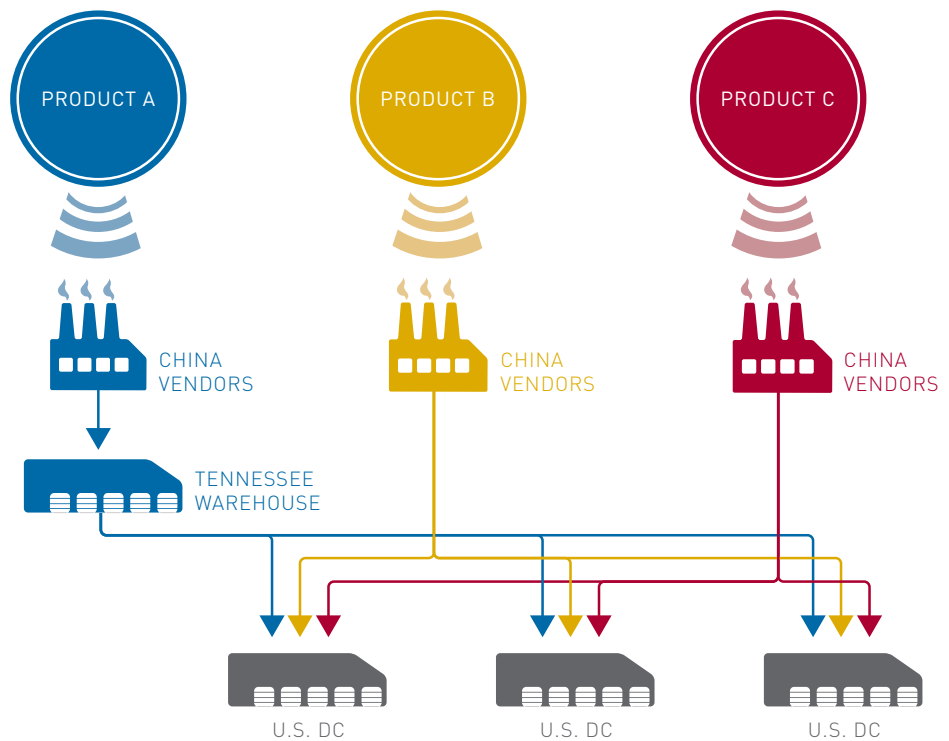 PRODUCT A
PRODUCT B
PRODUCT C
CHINA
VENDORS
CHINA
VENDORS
CHINA
VENDORS
TENNESSEE
WAREHOUSE
U.S. DC
U.S. DC
U.S. DC